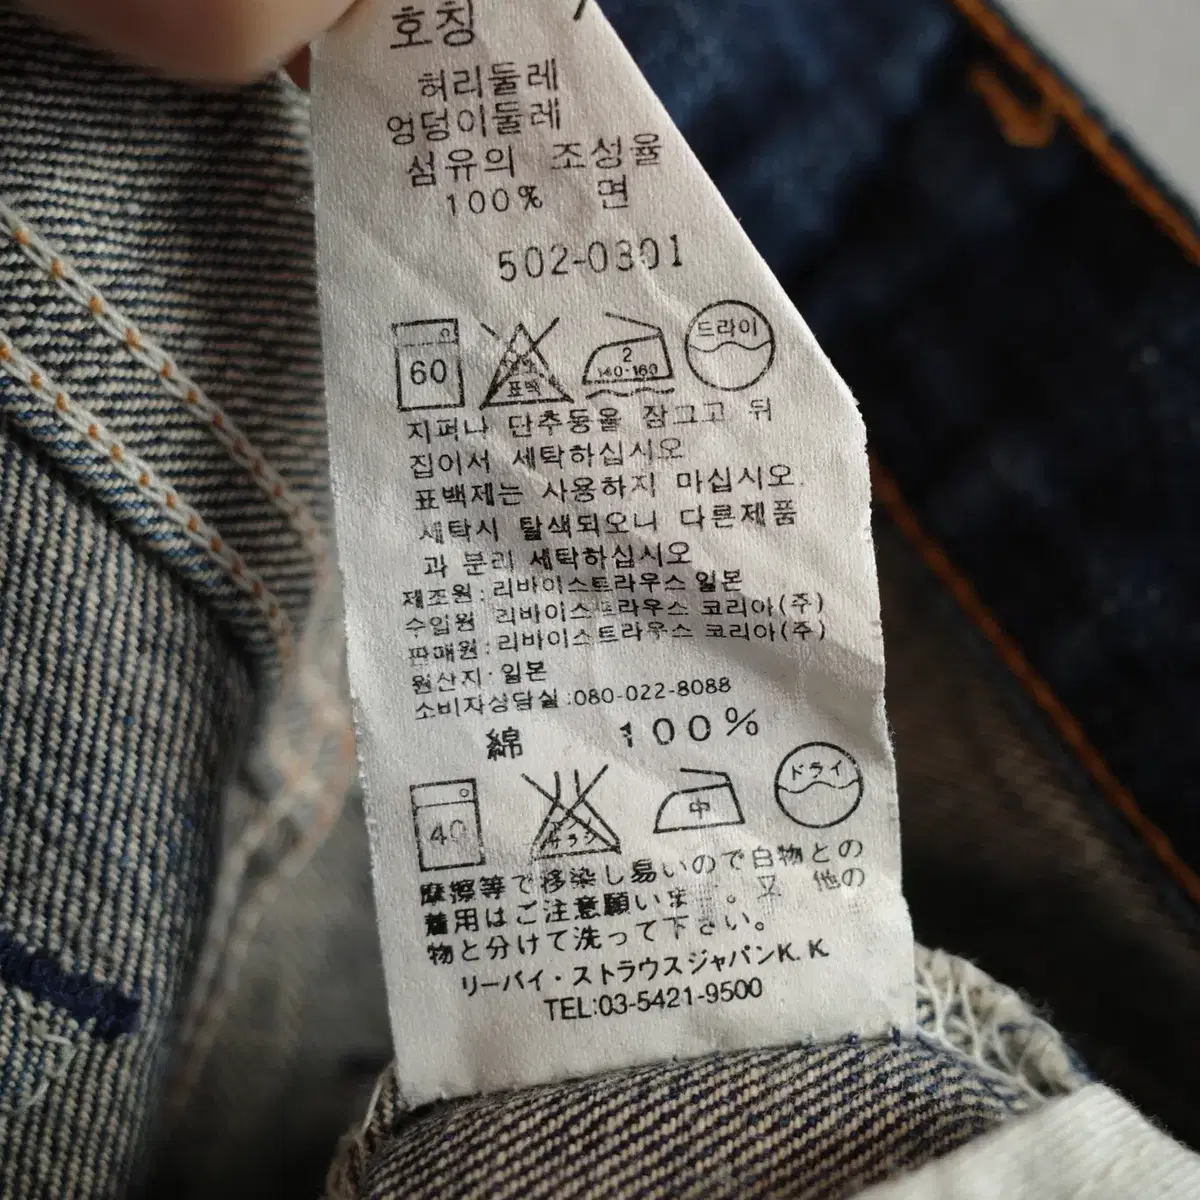 호칭
허리둘레
엉덩이둘레
섬유의 조성율
100% 면
502-0301
60
표백
2
140-160
드라이
지퍼나 단추등을 잠그고 뒤
집어서 세탁하십시오
표백제는 사용하지 마십시오.
세탁시 탈색되오니 다른제품
과 분리 세탁하십시오
제조원:리바이스트라우스 일본
수입원 리바이스트라우스 코리아(주)
판매원:리바이스트라우스 코리아(주)
원산지:일본
소비자상담실:080-022-8088
綿 100%
40
中
ドライ
摩擦等で移染し易いので白物との
着用はご注意願いま 。又 他の
物と分けて洗って下さい。
リーバイ・ストラウスジャパンK.K.
TEL:03-5421-9500